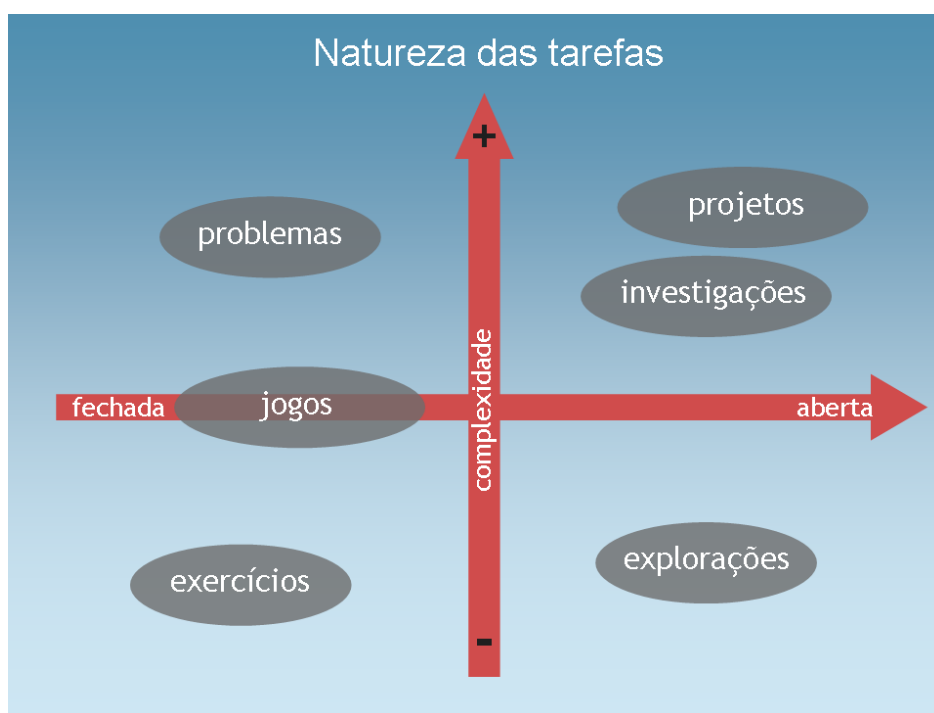 Natureza das tarefas
+
projetos
problemas
investigações
complexidade
fechada
jogos
aberta
explorações
exercícios
-